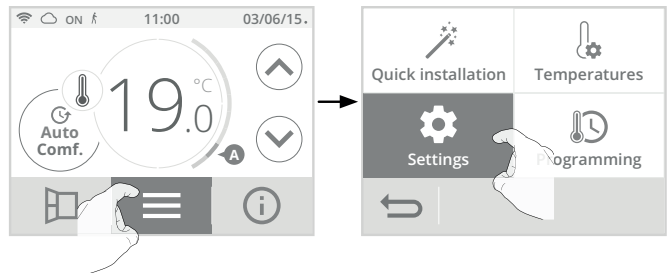 ON 11:00 03/06/15.
19.0 °C
Auto
Comf.
A
Quick installation
Temperatures
Settings
Programming
i